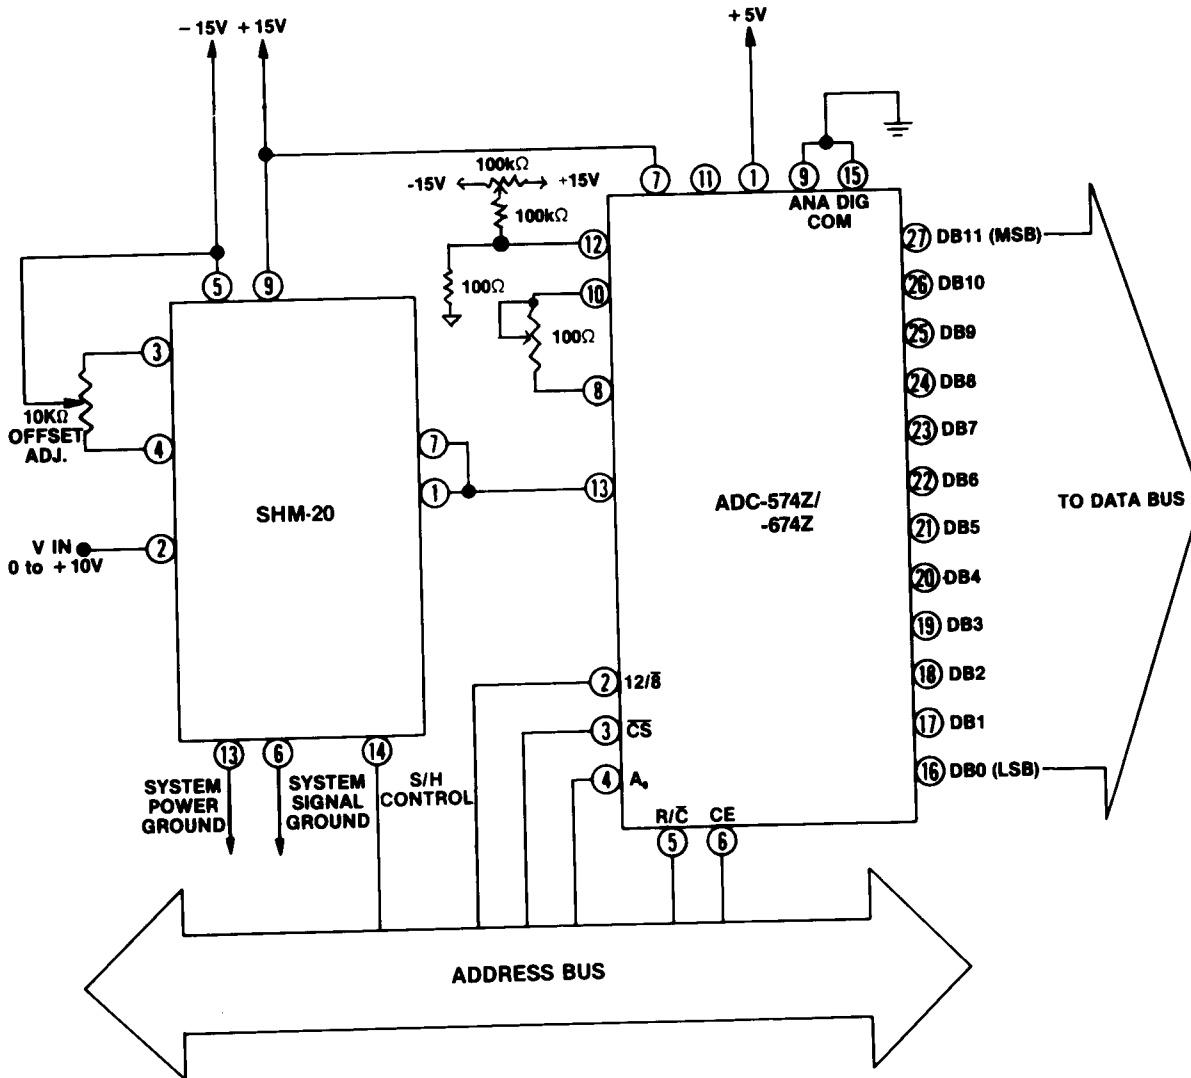 − 15V + 15V
+ 5V
100kΩ
-15V +15V
100kΩ
100Ω
100Ω
7 11 1 9 15
ANA DIG
COM
12
10
8
13
5 9
3
4
10KΩ
OFFSET
ADJ.
7
1
SHM-20
V IN
0 to + 10V
2
ADC-574Z/
-674Z
27 DB11 (MSB)
26 DB10
25 DB9
24 DB8
23 DB7
22 DB6
21 DB5
20 DB4
19 DB3
18 DB2
17 DB1
16 DB0 (LSB)
TO DATA BUS
2 12/8̅
3 C̅S̅
4 A₀
R/C̅ CE
5 6
13 6 14
SYSTEM
POWER
GROUND
SYSTEM
SIGNAL
GROUND
S/H
CONTROL
ADDRESS BUS